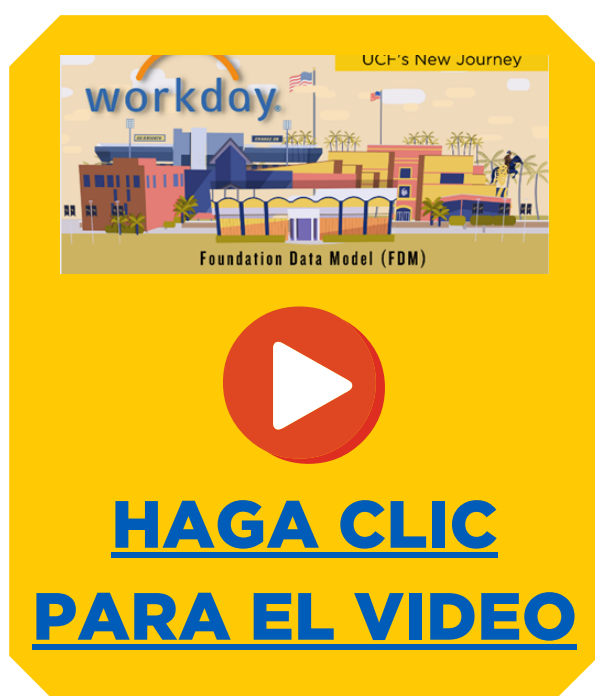 UCF's New Journey
workday.
Foundation Data Model (FDM)
HAGA CLIC
PARA EL VIDEO